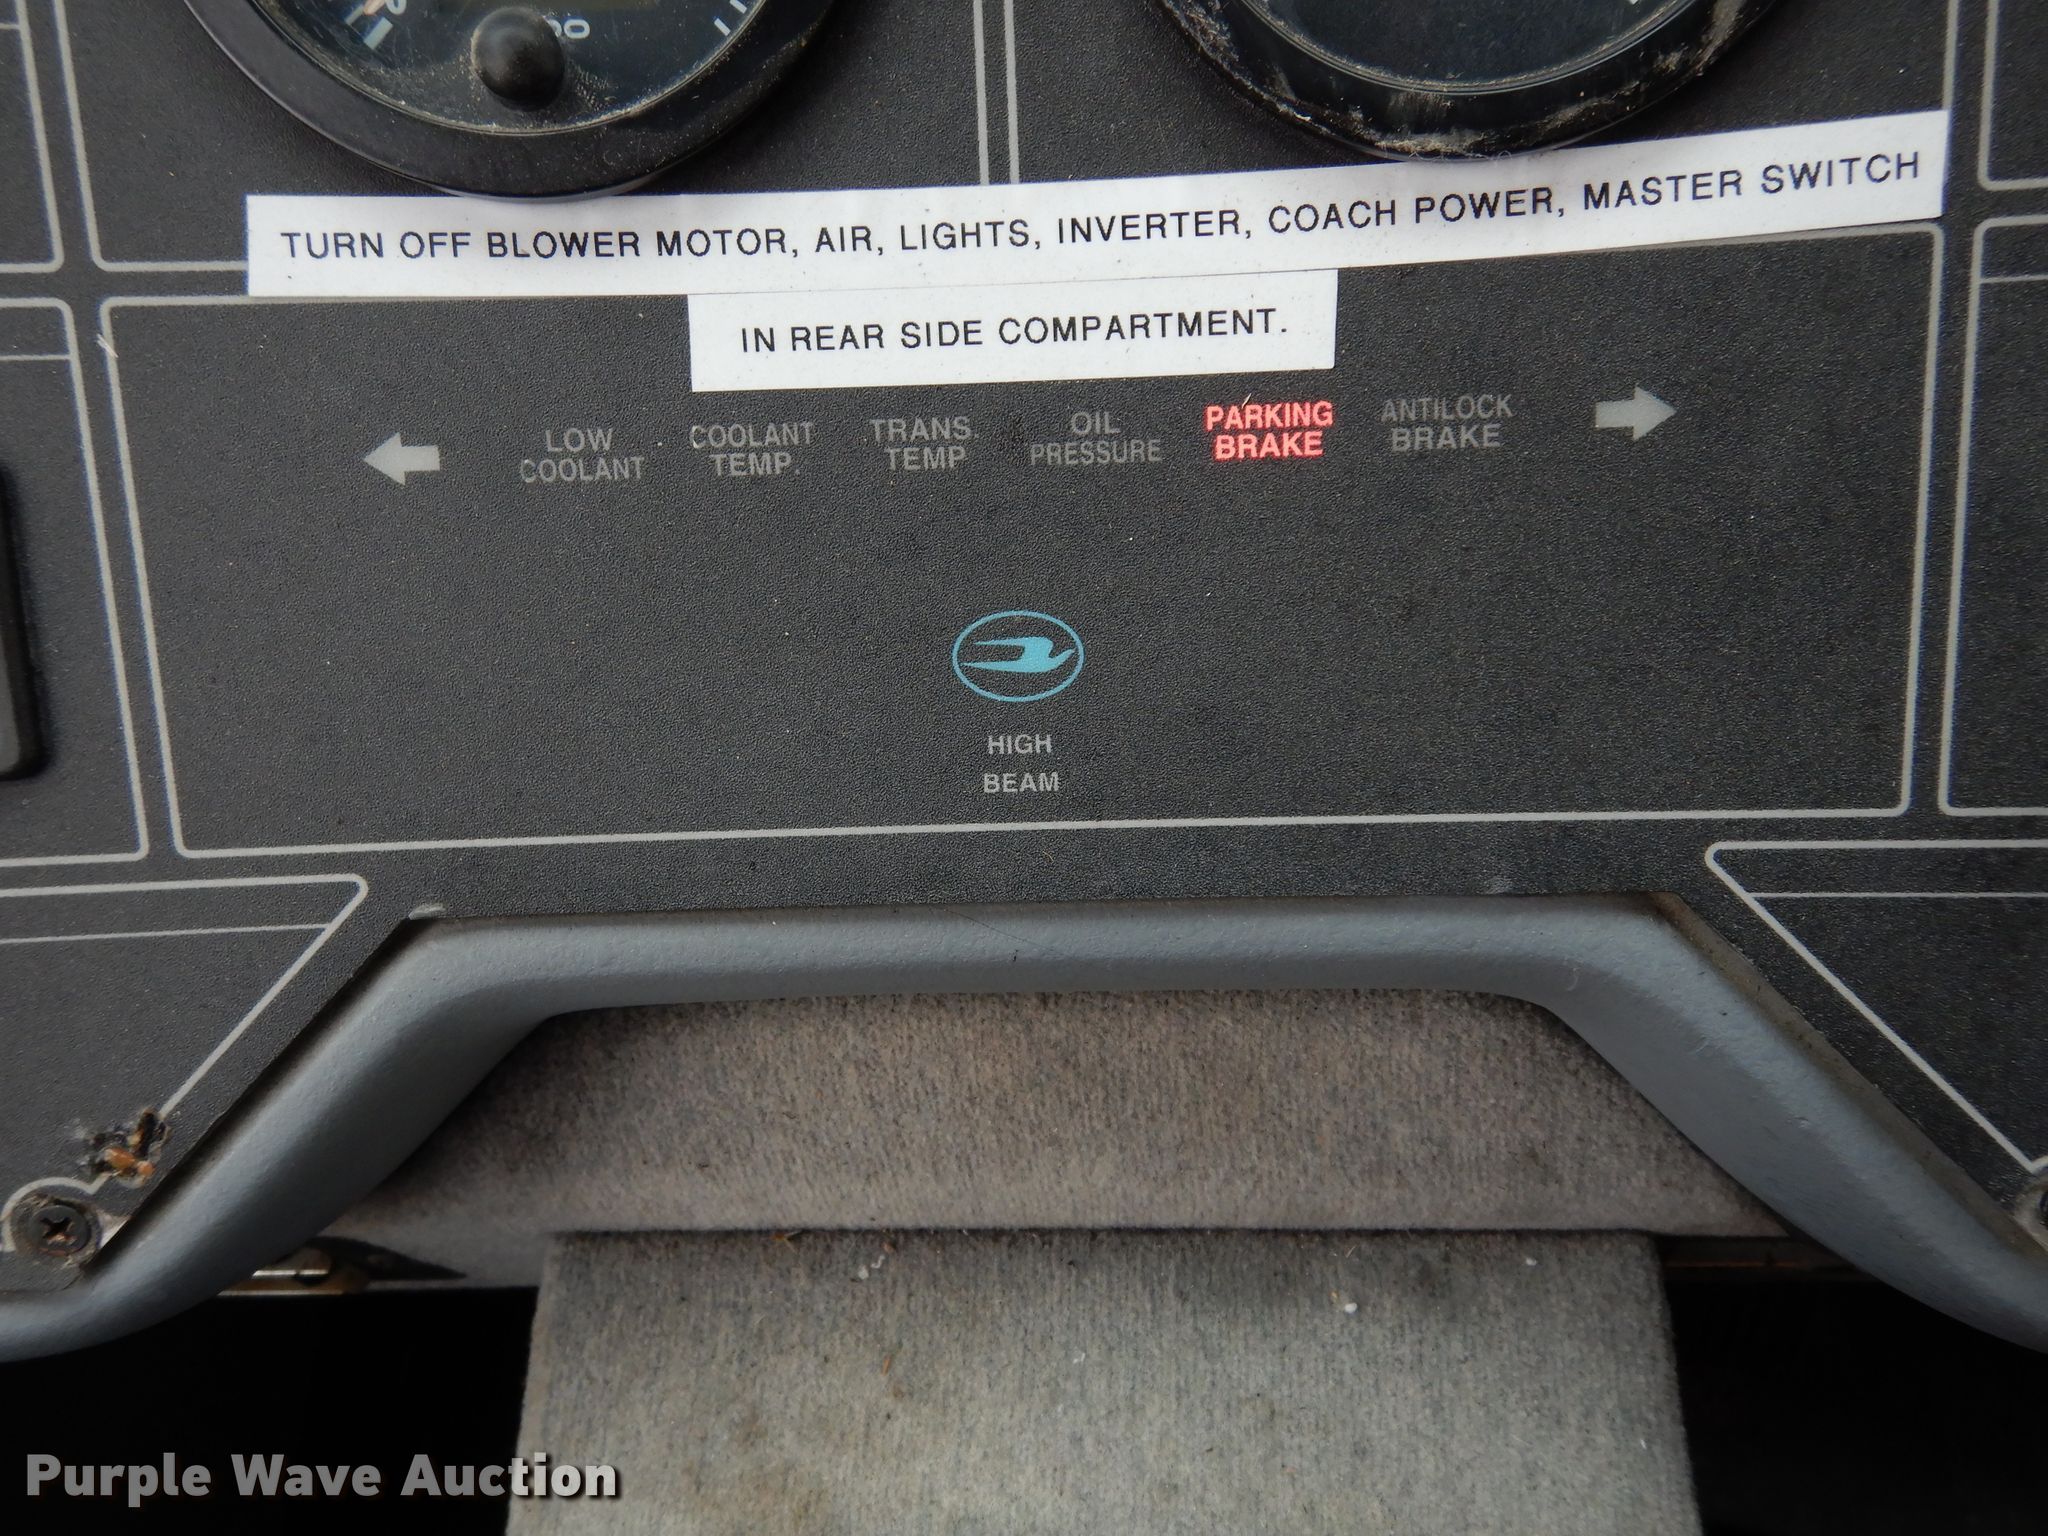 TURN OFF BLOWER MOTOR, AIR, LIGHTS, INVERTER, COACH POWER, MASTER SWITCH
IN REAR SIDE COMPARTMENT.
LOW
COOLANT
COOLANT
TEMP.
TRANS.
TEMP
OIL
PRESSURE
PARKING
BRAKE
ANTILOCK
BRAKE
HIGH
BEAM
Purple Wave Auction